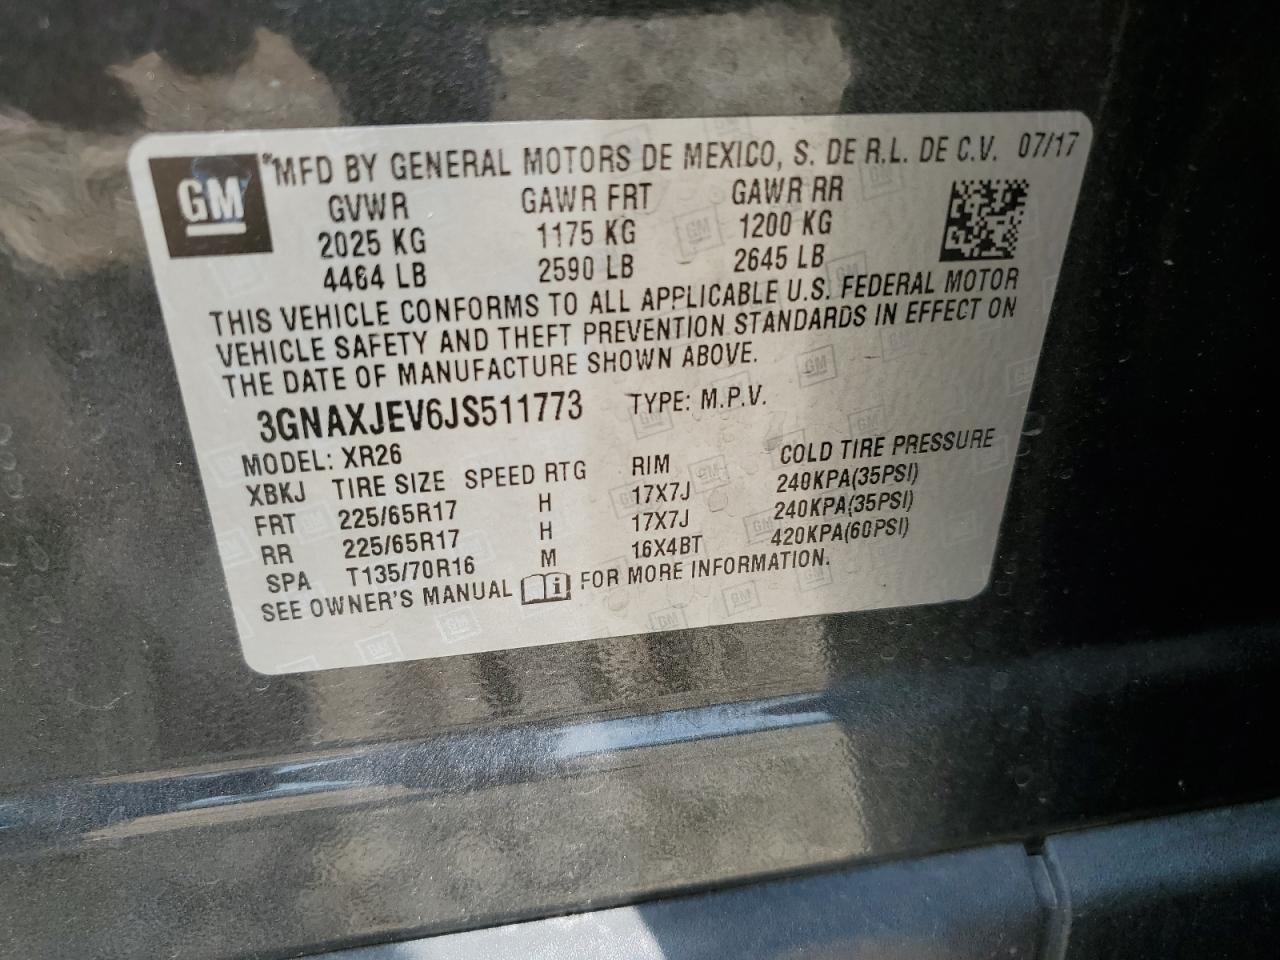 GM
*MFD BY GENERAL MOTORS DE MEXICO, S. DE R.L. DE C.V. 07/17
GVWR GAWR FRT GAWR RR
2025 KG 1175 KG 1200 KG
4464 LB 2590 LB 2645 LB
THIS VEHICLE CONFORMS TO ALL APPLICABLE U.S. FEDERAL MOTOR
VEHICLE SAFETY AND THEFT PREVENTION STANDARDS IN EFFECT ON
THE DATE OF MANUFACTURE SHOWN ABOVE.
3GNAXJEV6JS511773 TYPE: M.P.V.
MODEL: XR26
XBKJ TIRE SIZE SPEED RTG RIM COLD TIRE PRESSURE
FRT 225/65R17 H 17X7J 240KPA(35PSI)
RR 225/65R17 H 17X7J 240KPA(35PSI)
SPA T135/70R16 M 16X4BT 420KPA(60PSI)
SEE OWNER'S MANUAL i FOR MORE INFORMATION.